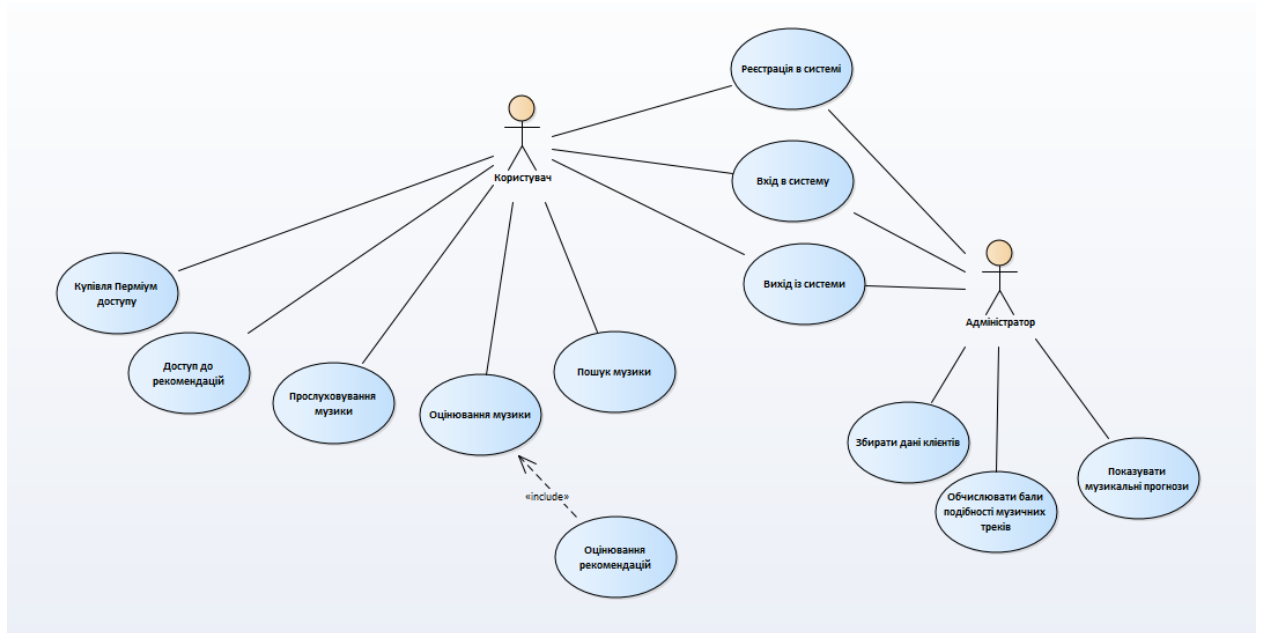 Реєстрація в системі
Користувач
Вхід в систему
Вихід із системи
Адміністратор
Купівля Перміум
доступу
Доступ до
рекомендацій
Прослуховування
музики
Оцінювання музики
Пошук музики
«include»
Оцінювання
рекомендацій
Збирати дані клієнтів
Обчислювати бали
подібності музичних
треків
Показувати
музикальні прогнози